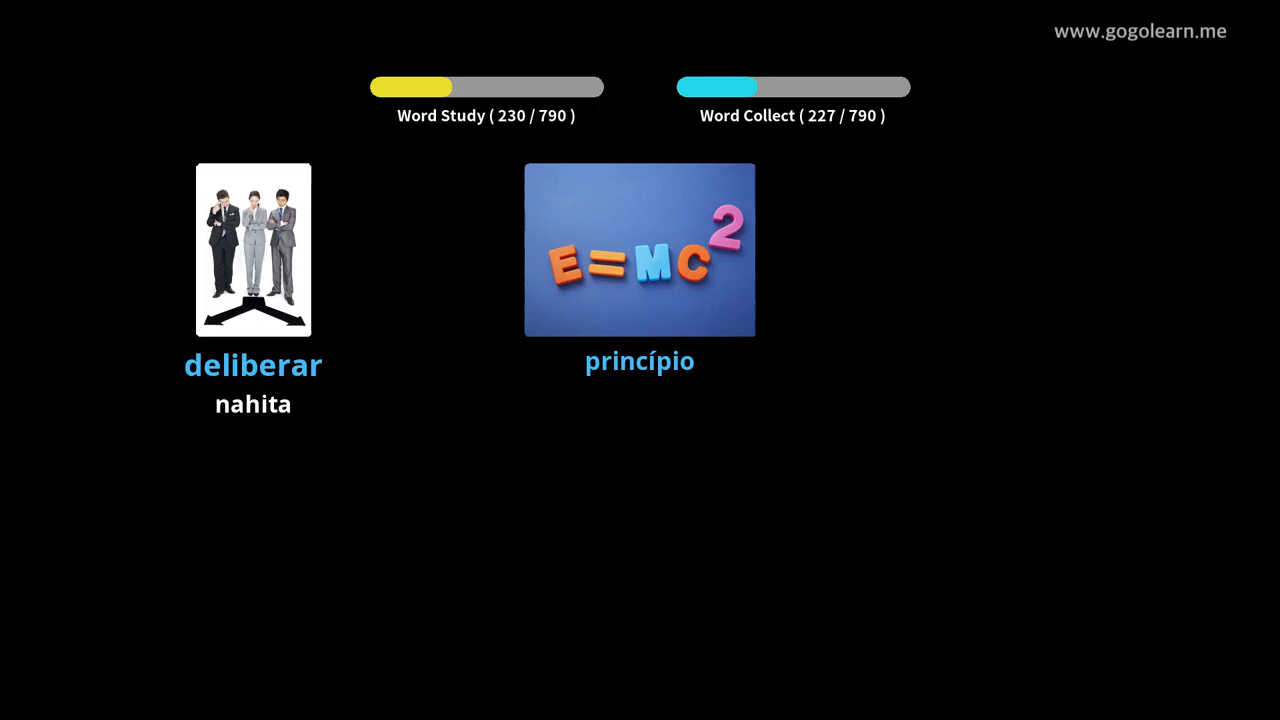 www.gogolearn.me
Word Study ( 230 / 790 )
Word Collect ( 227 / 790 )
E=MC2
deliberar
nahita
princípio